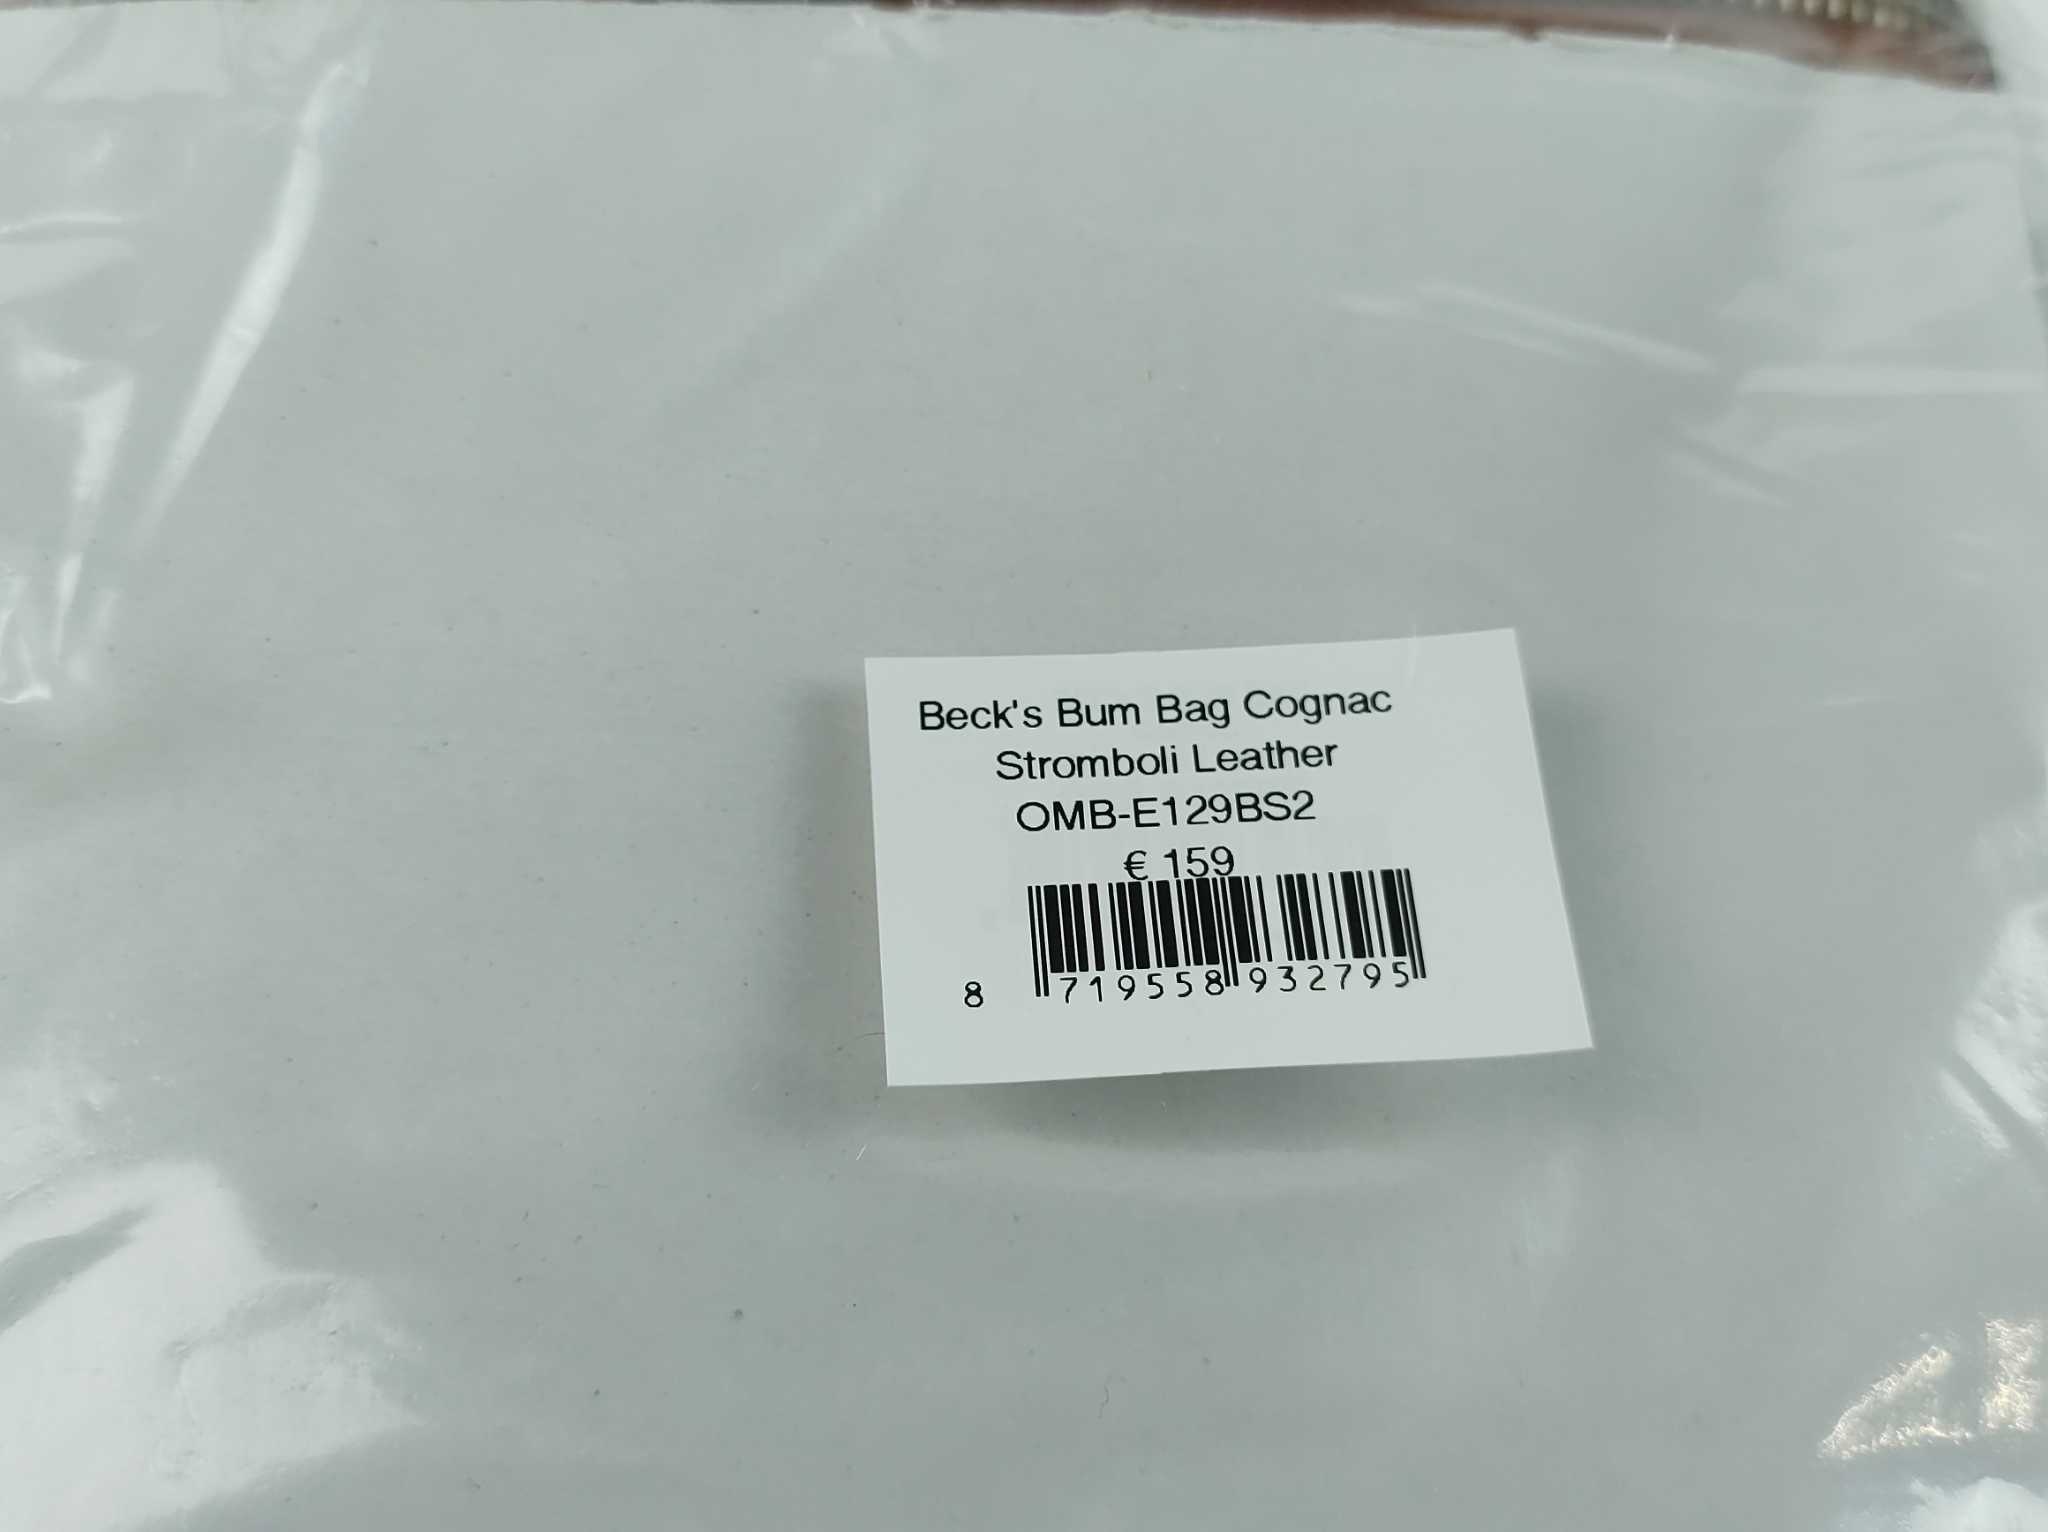 Beck's Bum Bag Cognac
Stromboli Leather
OMB-E129BS2
€ 159
8 719558 932795